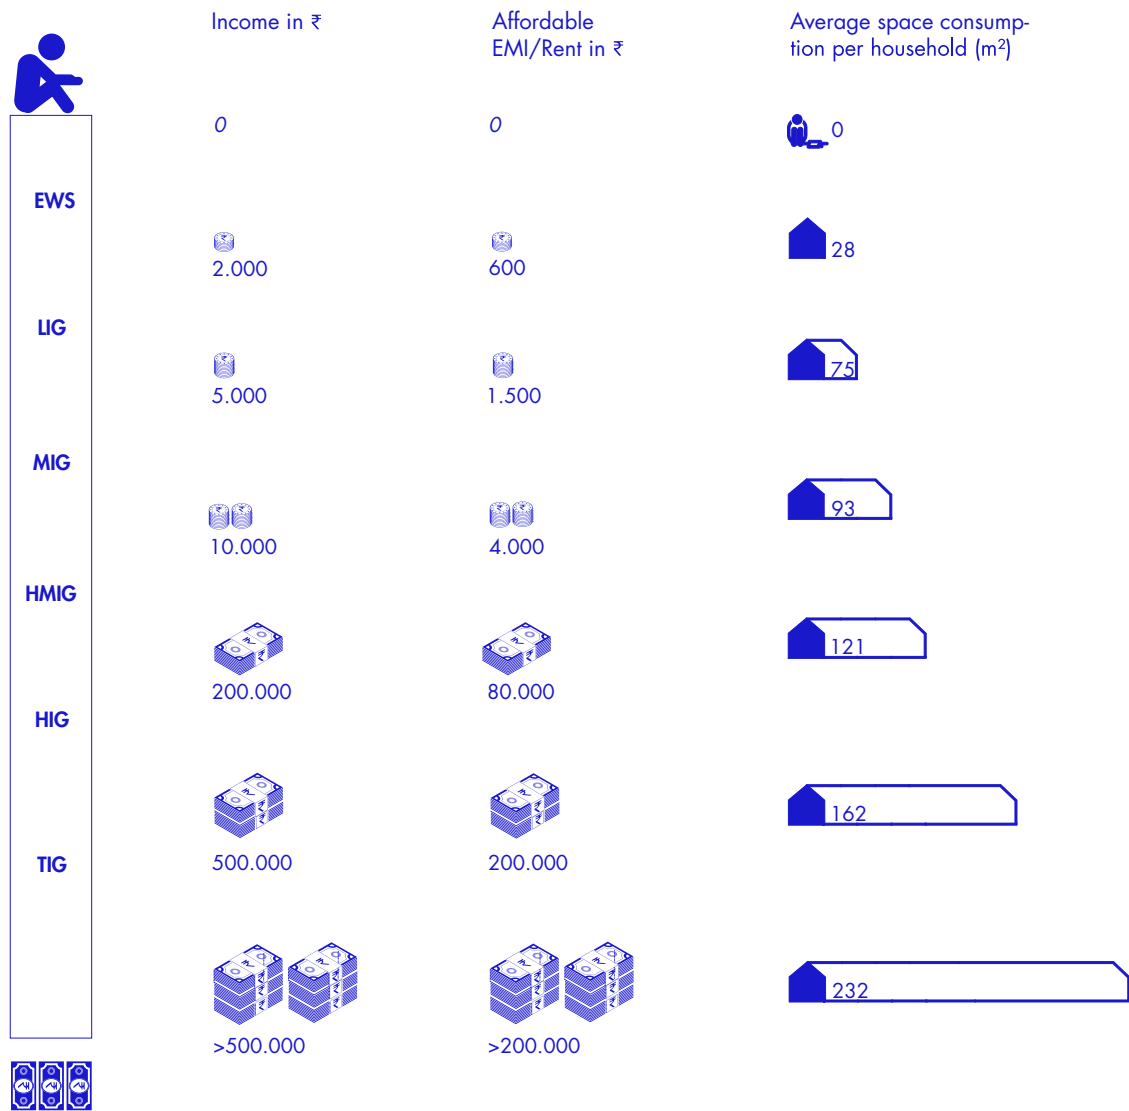 Income in ₹
Affordable
EMI/Rent in ₹
Average space consump-
tion per household (m²)
0
0
0
EWS
2.000
600
28
LIG
5.000
1.500
75
MIG
10.000
4.000
93
HMIG
200.000
80.000
121
HIG
500.000
200.000
162
TIG
>500.000
>200.000
232